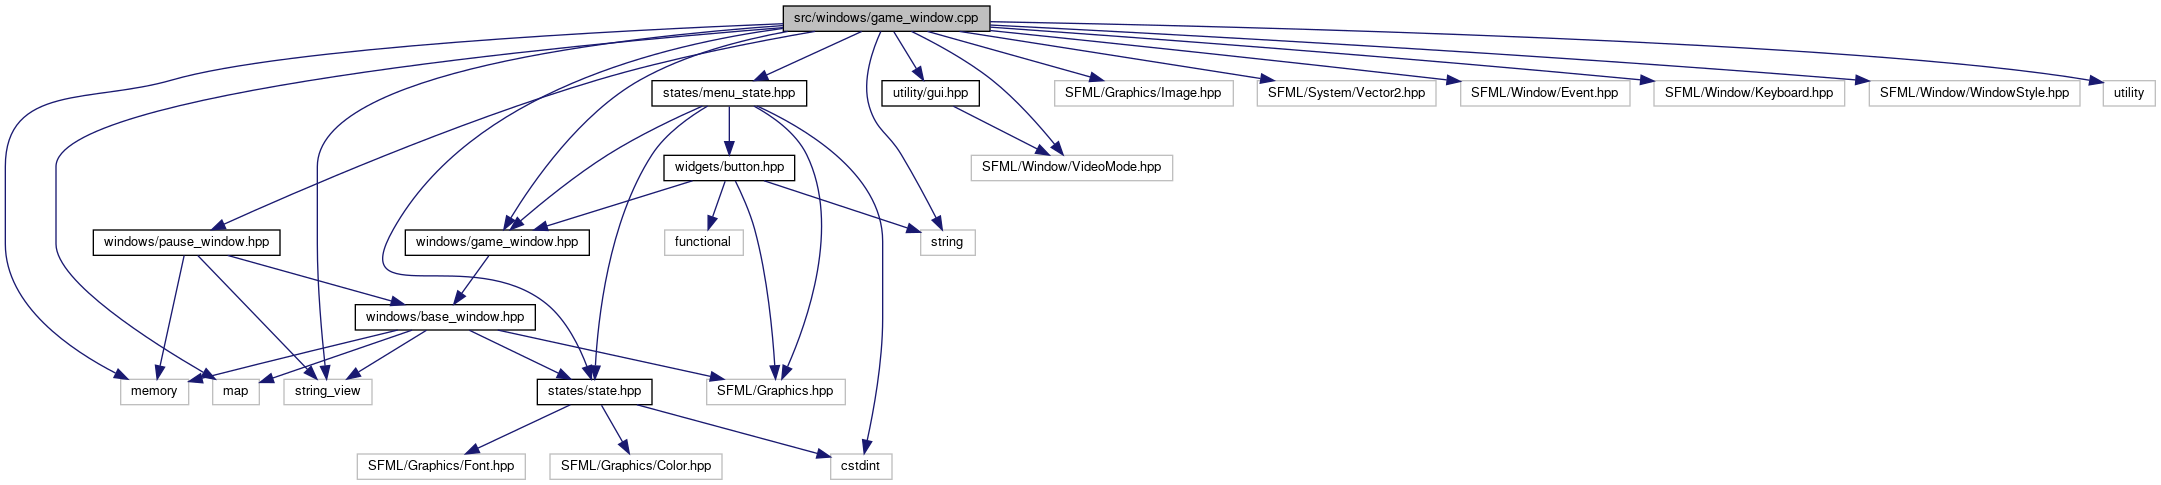 src/windows/game_window.cpp
states/menu_state.hpp
utility/gui.hpp
SFML/Graphics/Image.hpp
SFML/System/Vector2.hpp
SFML/Window/Event.hpp
SFML/Window/Keyboard.hpp
SFML/Window/WindowStyle.hpp
utility
widgets/button.hpp
SFML/Window/VideoMode.hpp
windows/pause_window.hpp
windows/game_window.hpp
functional
string
windows/base_window.hpp
memory
map
string_view
states/state.hpp
SFML/Graphics.hpp
SFML/Graphics/Font.hpp
SFML/Graphics/Color.hpp
cstdint